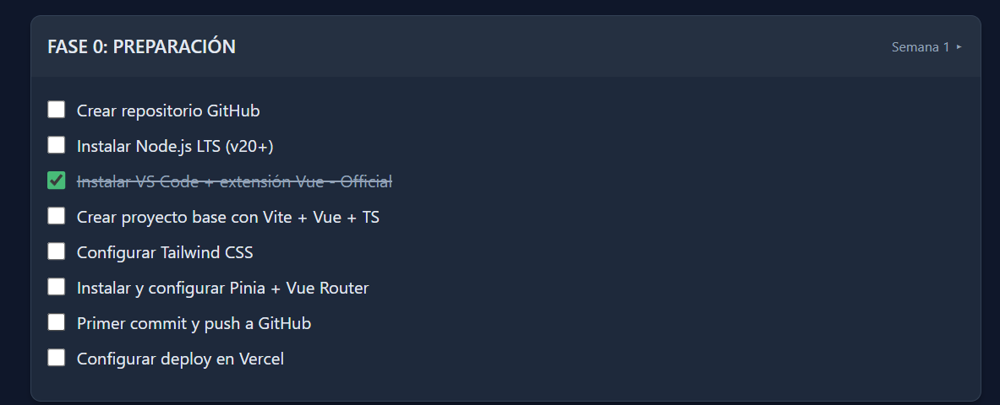 FASE 0: PREPARACIÓN
Semana 1 ▸
Crear repositorio GitHub
Instalar Node.js LTS (v20+)
Instalar VS Code + extensión Vue - Official
Crear proyecto base con Vite + Vue + TS
Configurar Tailwind CSS
Instalar y configurar Pinia + Vue Router
Primer commit y push a GitHub
Configurar deploy en Vercel